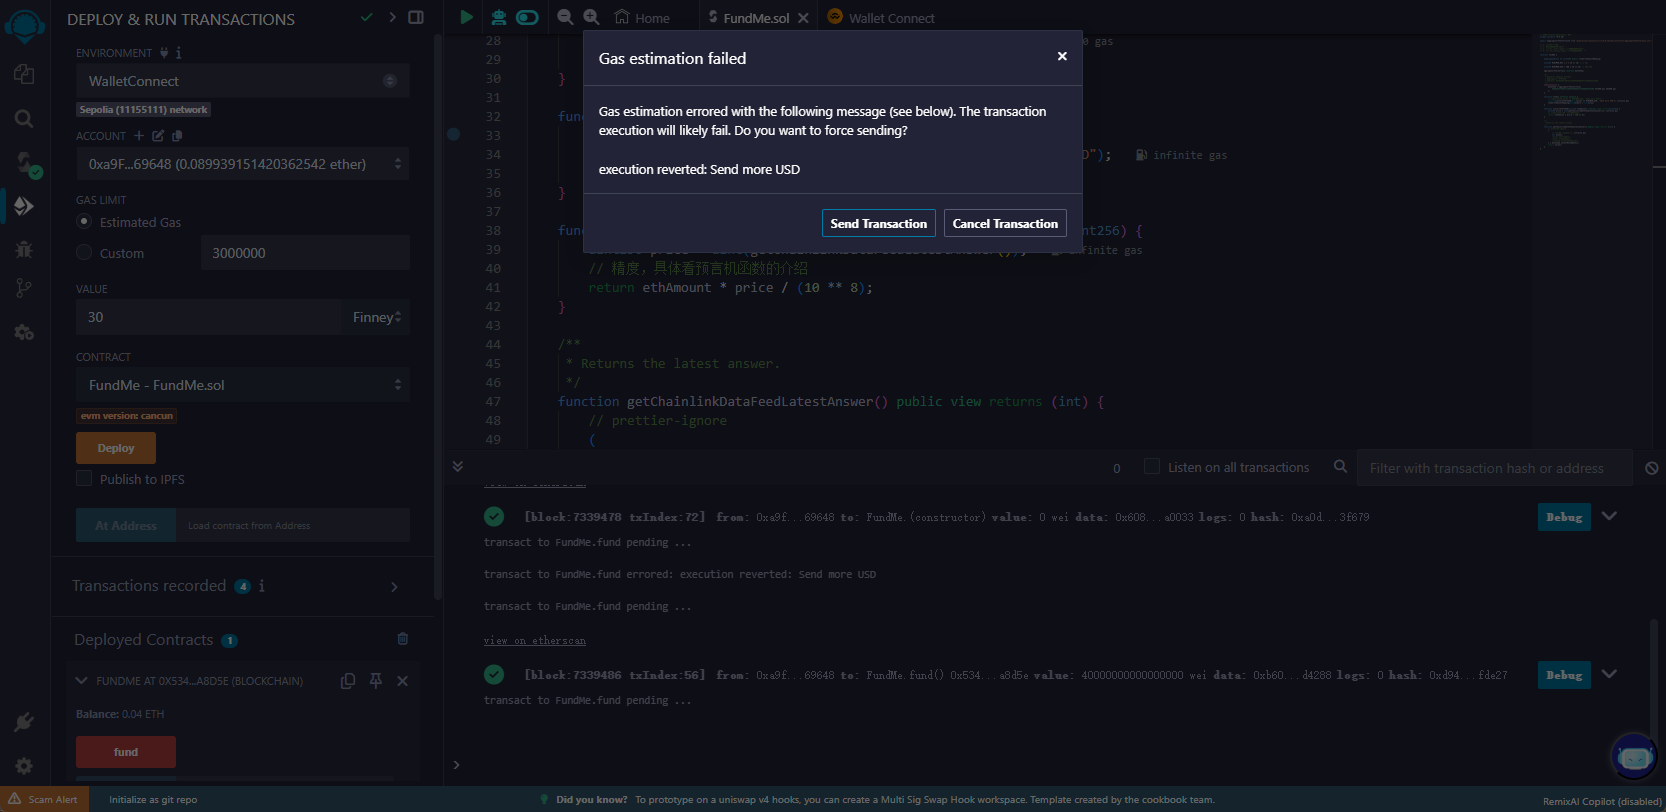 DEPLOY & RUN TRANSACTIONS
ENVIRONMENT
WalletConnect
Sepolia (11155111) network
ACCOUNT
0xa9F...69648 (0.089939151420362542 ether)
GAS LIMIT
Estimated Gas
Custom
3000000
VALUE
30
Finney
CONTRACT
FundMe - FundMe.sol
evm version: cancun
Deploy
Publish to IPFS
At Address
Load contract from Address
Transactions recorded 4
Deployed Contracts 1
FUNDME AT 0X534...A8D5E (BLOCKCHAIN)
Balance: 0.04 ETH
fund
Home
FundMe.sol
Wallet Connect
Gas estimation failed
Gas estimation errored with the following message (see below). The transaction
execution will likely fail. Do you want to force sending?
execution reverted: Send more USD
Send Transaction
Cancel Transaction
28
gas
29
30 }
31
32
33
34 "); infinite gas
35
36 }
37
38 nt256) {
39 gas
40 // 精度，具体看预言机函数的介绍
41 return ethAmount * price / (10 ** 8);
42 }
43
44 /**
45 * Returns the latest answer.
46 */
47 function getChainlinkDataFeedLatestAnswer() public view returns (int) {
48 // prettier-ignore
49 (
0
Listen on all transactions
Filter with transaction hash or address
[block:7339478 txIndex:72] from: 0xa9f...69648 to: FundMe.(constructor) value: 0 wei data: 0x608...a0033 logs: 0 hash: 0xa0d...3f679
Debug
transact to FundMe.fund pending ...
transact to FundMe.fund errored: execution reverted: Send more USD
transact to FundMe.fund pending ...
view on etherscan
[block:7339486 txIndex:56] from: 0xa9f...69648 to: FundMe.fund() 0x534...a8d5e value: 40000000000000000 wei data: 0xb60...d4288 logs: 0 hash: 0xd94...fde27
Debug
transact to FundMe.fund pending ...
>
Scam Alert
Initialize as git repo
Did you know? To prototype on a uniswap v4 hooks, you can create a Multi Sig Swap Hook workspace. Template created by the cookbook team.
RemixAI Copilot (disabled)